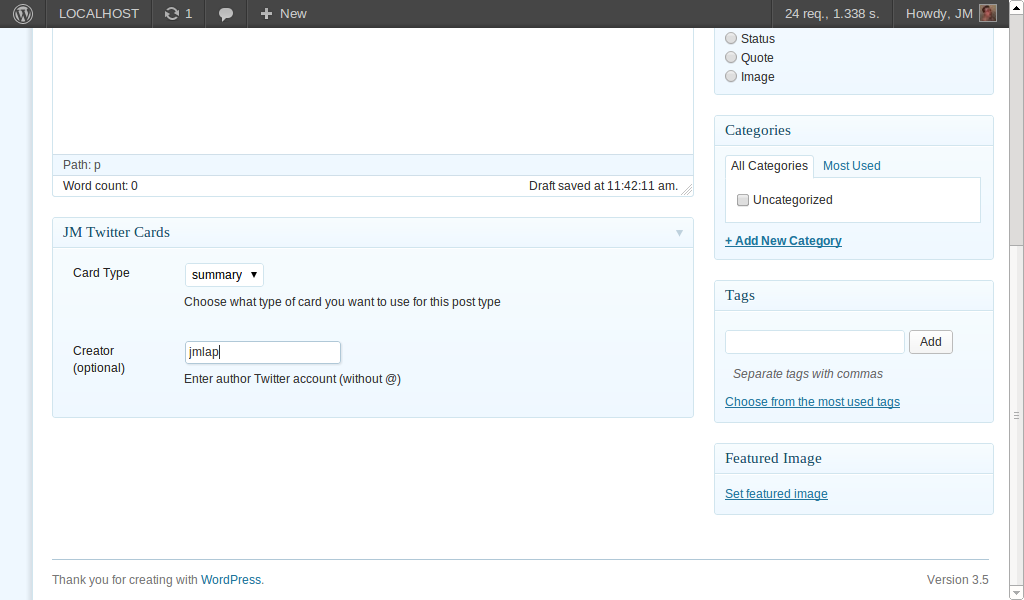 LOCALHOST 1 New 24 req., 1.338 s. Howdy, JM
Path: p
Word count: 0 Draft saved at 11:42:11 am.
JM Twitter Cards
Card Type summary
Choose what type of card you want to use for this post type
Creator
(optional)
jmlap
Enter author Twitter account (without @)
Status
Quote
Image
Categories
All Categories Most Used
Uncategorized
+ Add New Category
Tags
Add
Separate tags with commas
Choose from the most used tags
Featured Image
Set featured image
Thank you for creating with WordPress. Version 3.5